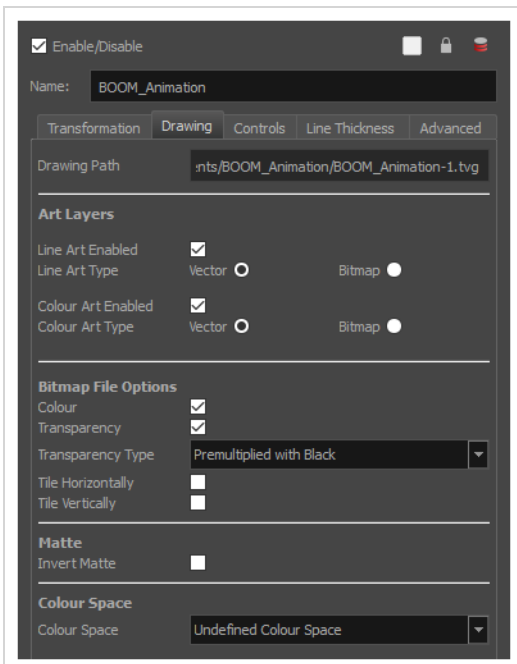 Enable/Disable
Name: BOOM_Animation
Transformation Drawing Controls Line Thickness Advanced
Drawing Path :nts/BOOM_Animation/BOOM_Animation-1.tvg
Art Layers
Line Art Enabled
Line Art Type Vector Bitmap
Colour Art Enabled
Colour Art Type Vector Bitmap
Bitmap File Options
Colour
Transparency
Transparency Type Premultiplied with Black
Tile Horizontally
Tile Vertically
Matte
Invert Matte
Colour Space
Colour Space Undefined Colour Space